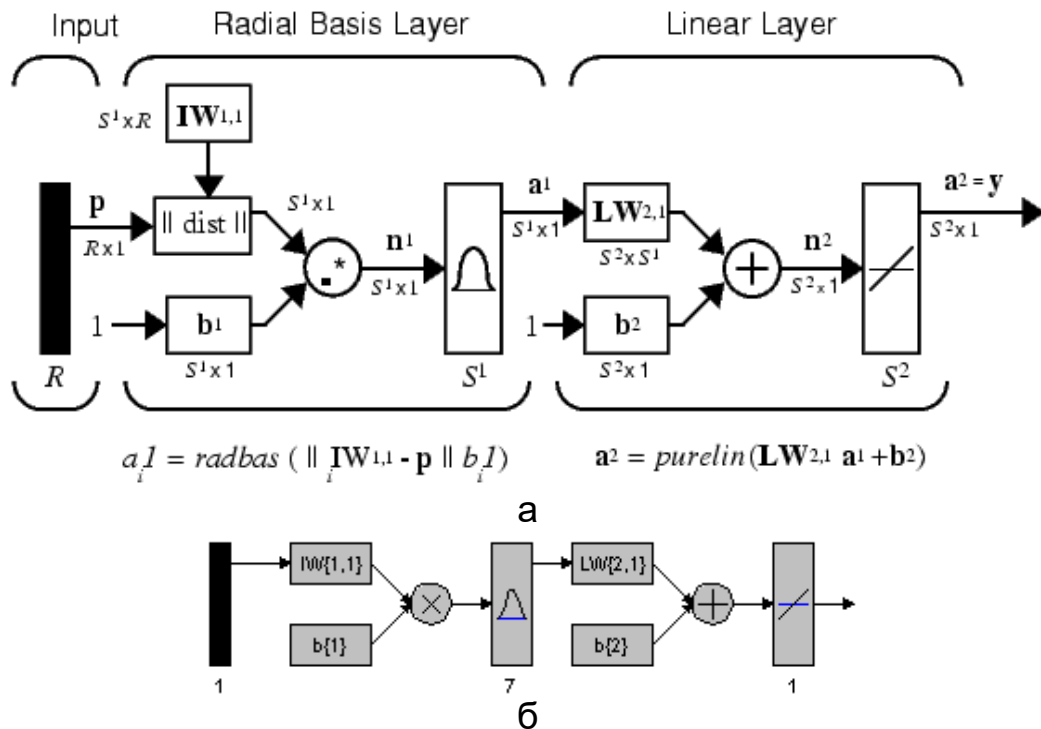 Input Radial Basis Layer Linear Layer
S¹xR IW1,1
p
Rx1
|| dist ||
S¹x1
1
b1
S¹x1
.*
n1
S¹x1
a1
S¹x1
LW2,1
S²xS¹
1
b2
S²x1
n2
S²x1
a2 = y
S²x1
R S¹ S²
aᵢ1 = radbas ( || ᵢIW1,1 - p || bᵢ1)
a2 = purelin(LW2,1 a1 +b2)
а
IW{1,1} LW{2,1}
b{1} b{2}
1 7 1
б